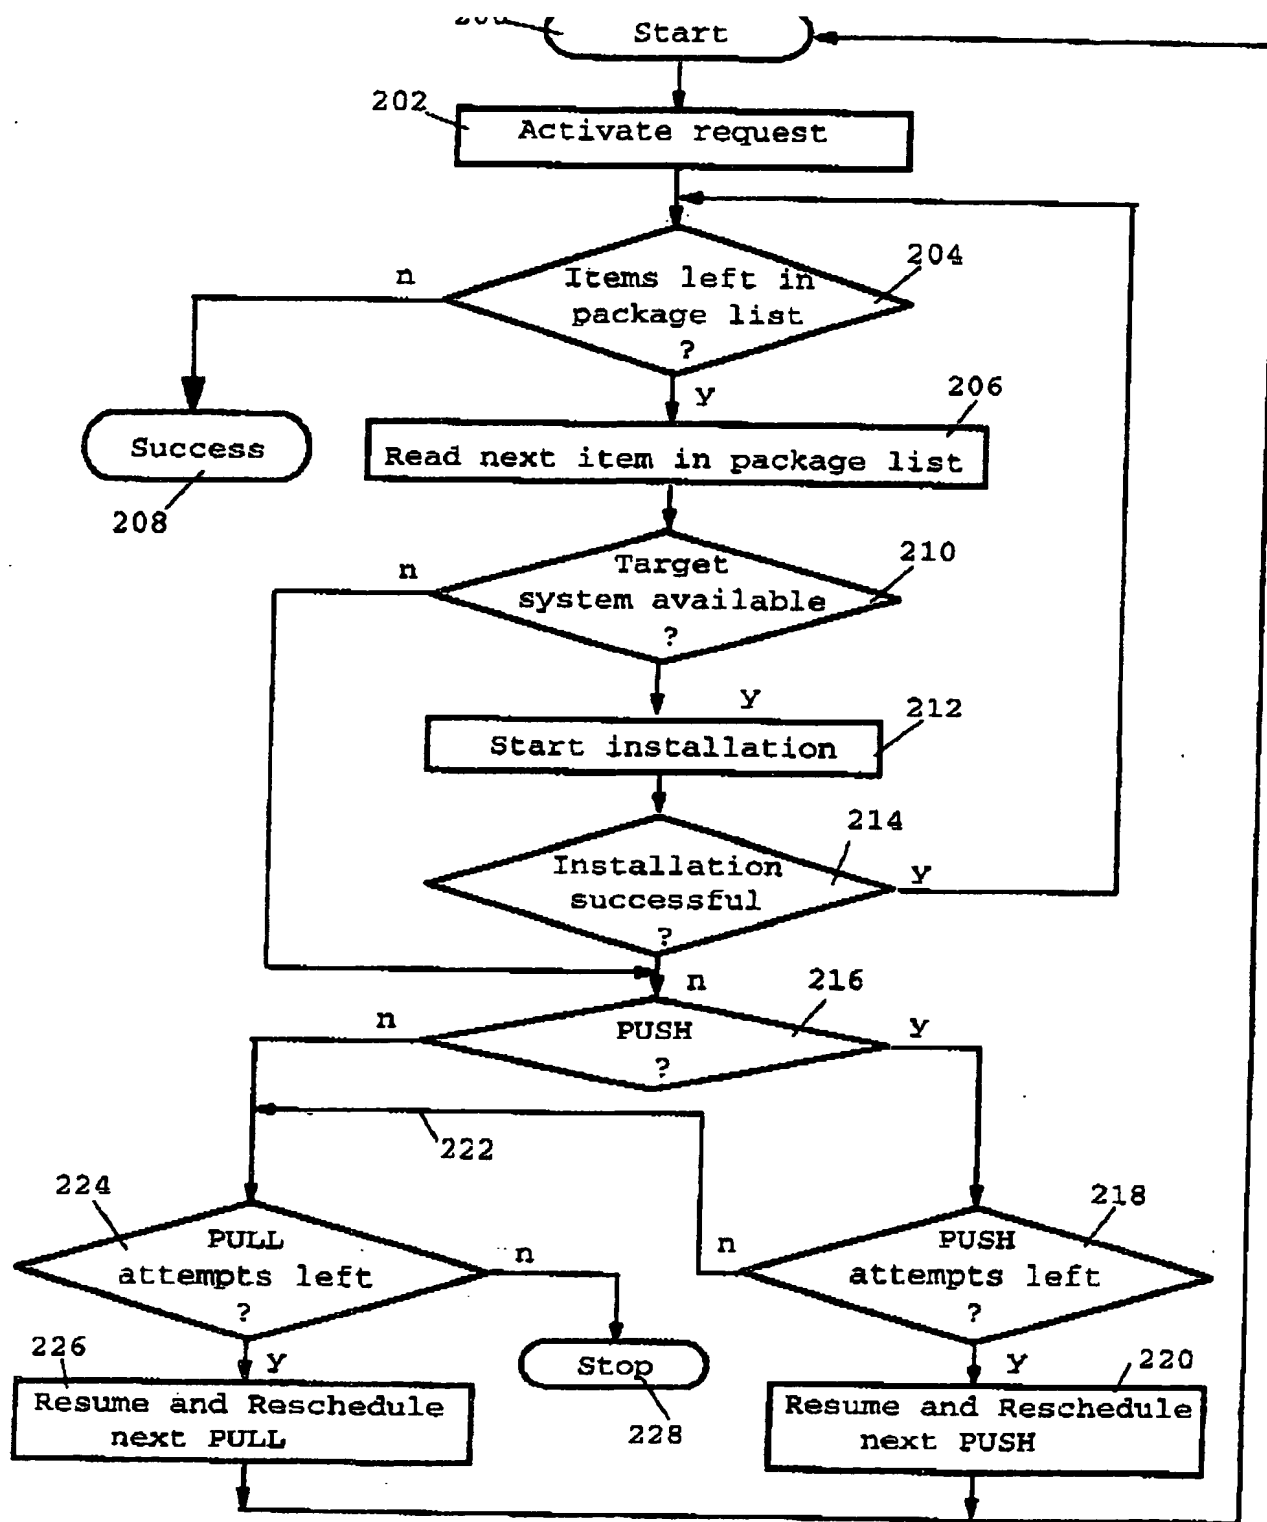 Start
202
Activate request
204
n
Items left in
package list
?
y
206
Success
Read next item in package list
208
210
n
Target
system available
?
y
212
Start installation
214
Installation
successful
?
y
n
216
n
PUSH
?
y
222
224
218
PULL
attempts left
?
n
n
PUSH
attempts left
?
226
y
Stop
y
220
Resume and Reschedule
next PULL
228
Resume and Reschedule
next PUSH